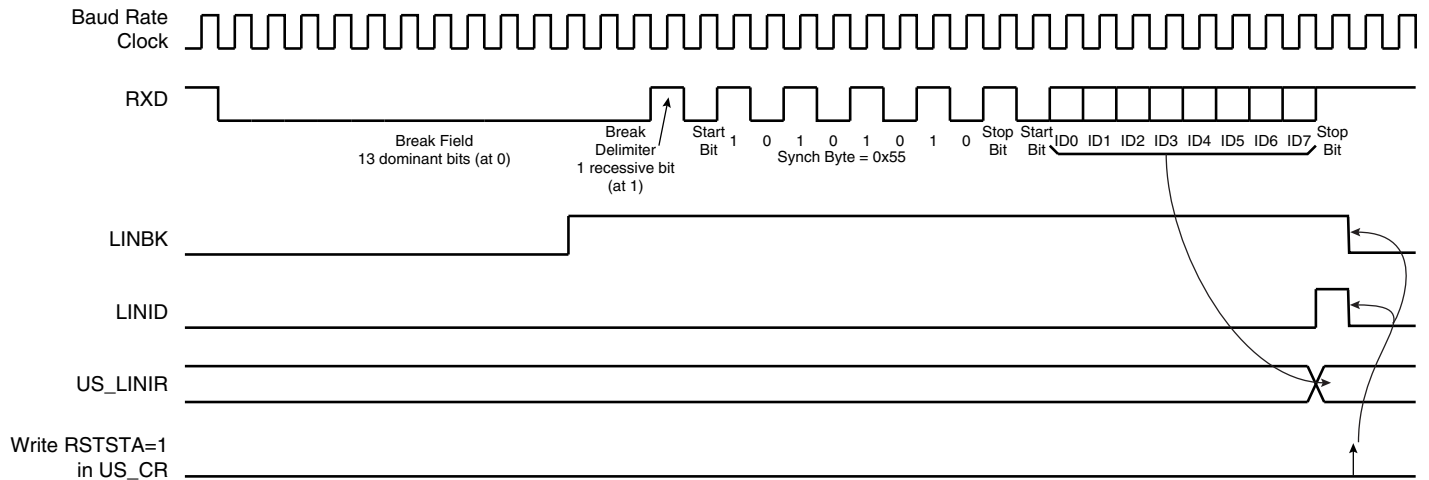 Baud Rate
Clock
RXD
Break Field
13 dominant bits (at 0)
Break
Delimiter
1 recessive bit
(at 1)
Start
Bit
1 0 1 0 1 0 1 0
Synch Byte = 0x55
Stop
Bit
Start
Bit
ID0 ID1 ID2 ID3 ID4 ID5 ID6 ID7
Stop
Bit
LINBK
LINID
US_LINIR
Write RSTSTA=1
in US_CR